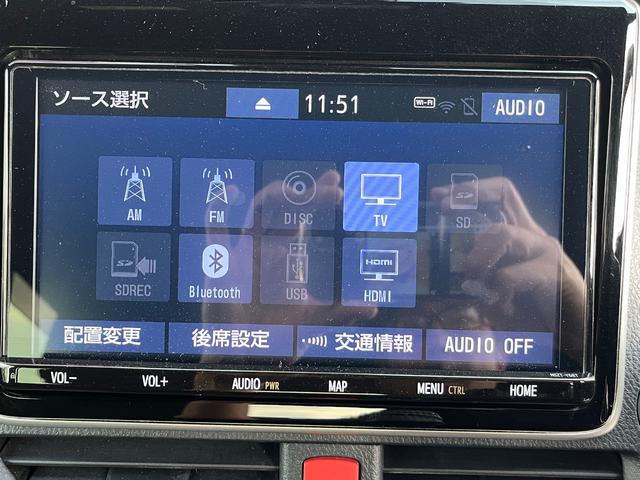 ソース選択 11:51 Wi-Fi AUDIO
AM FM DISC TV SD
SDREC Bluetooth USB HDMI HDMI
配置変更 後席設定 交通情報 AUDIO OFF
VOL- VOL+ AUDIO PWR MAP MENU CTRL HOME